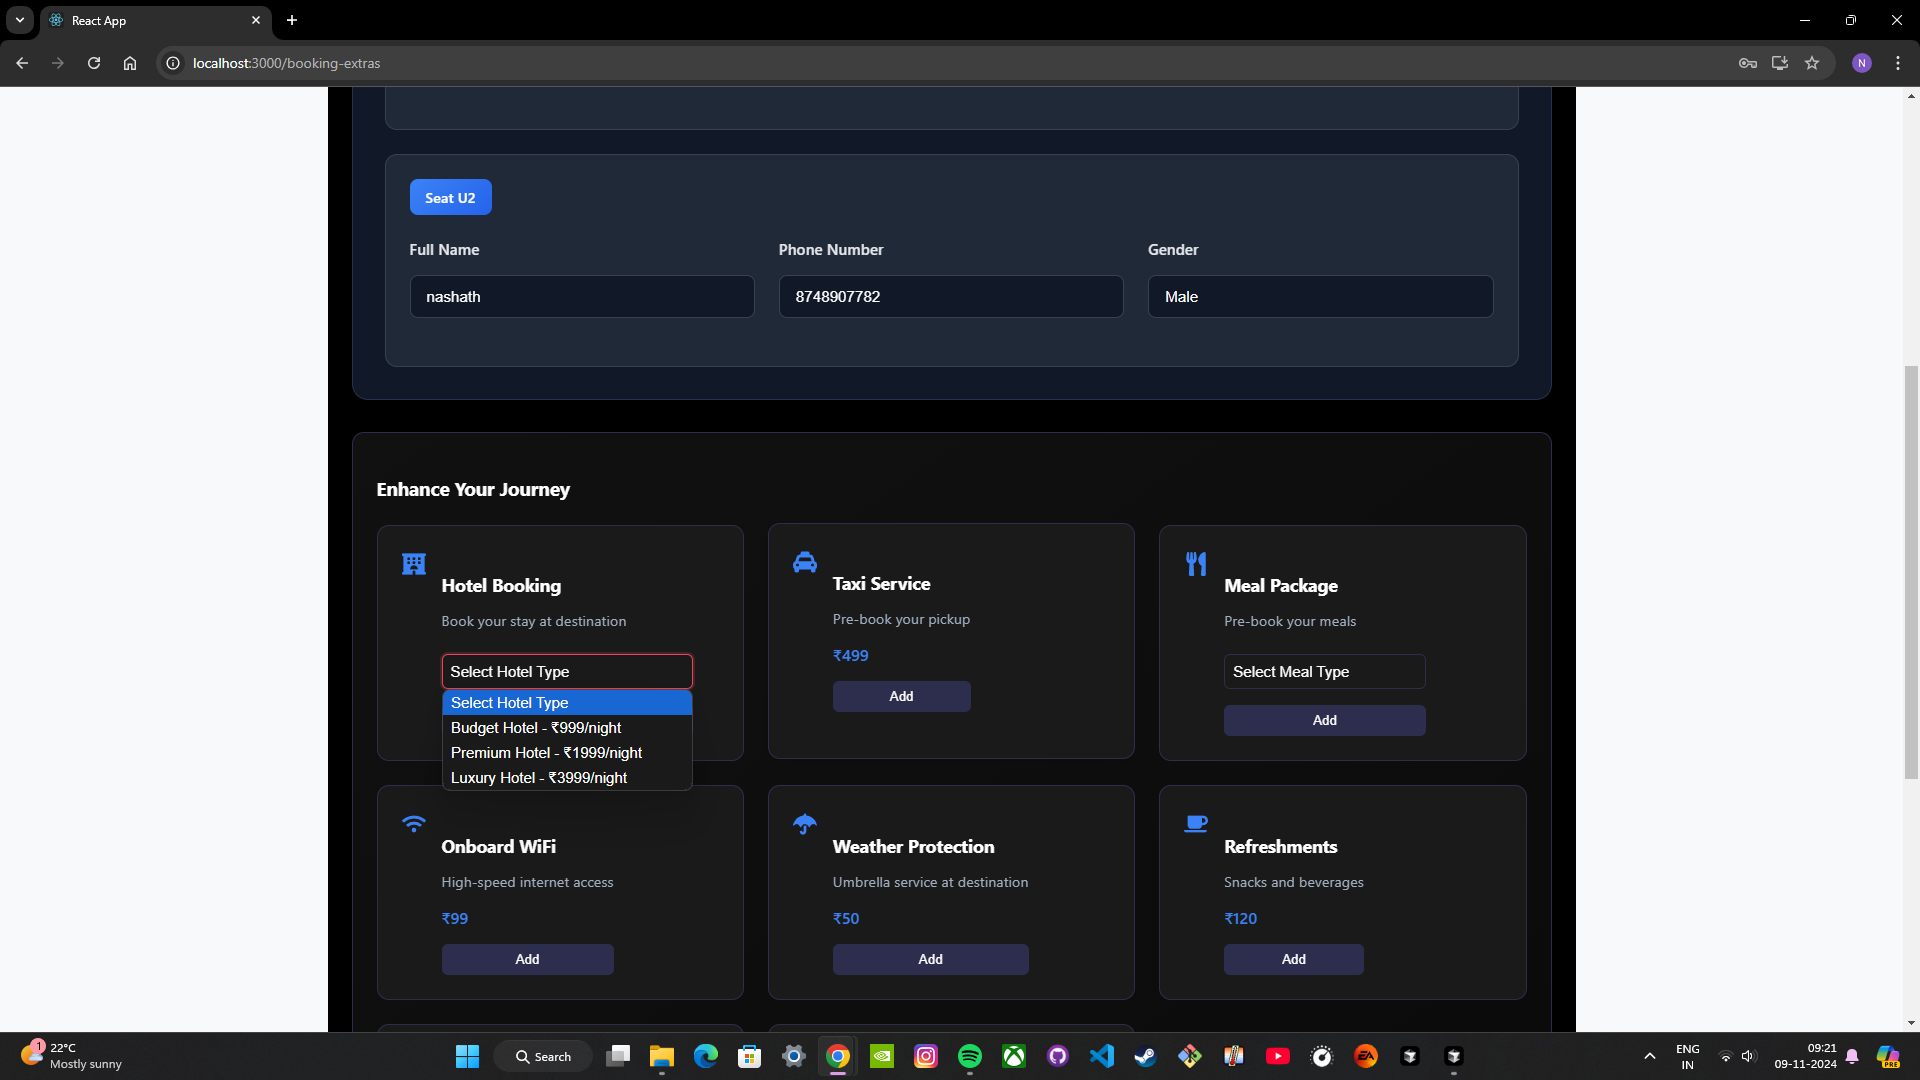 React App
localhost:3000/booking-extras
N
Seat U2
Full Name Phone Number Gender
nashath 8748907782 Male
Enhance Your Journey
Hotel Booking
Book your stay at destination
Select Hotel Type
Select Hotel Type
Budget Hotel - ₹999/night
Premium Hotel - ₹1999/night
Luxury Hotel - ₹3999/night
Taxi Service
Pre-book your pickup
₹499
Add
Meal Package
Pre-book your meals
Select Meal Type
Add
Onboard WiFi
High-speed internet access
₹99
Add
Weather Protection
Umbrella service at destination
₹50
Add
Refreshments
Snacks and beverages
₹120
Add
1
22°C
Mostly sunny
Search
EA
ENG
IN
09:21
09-11-2024
PRE